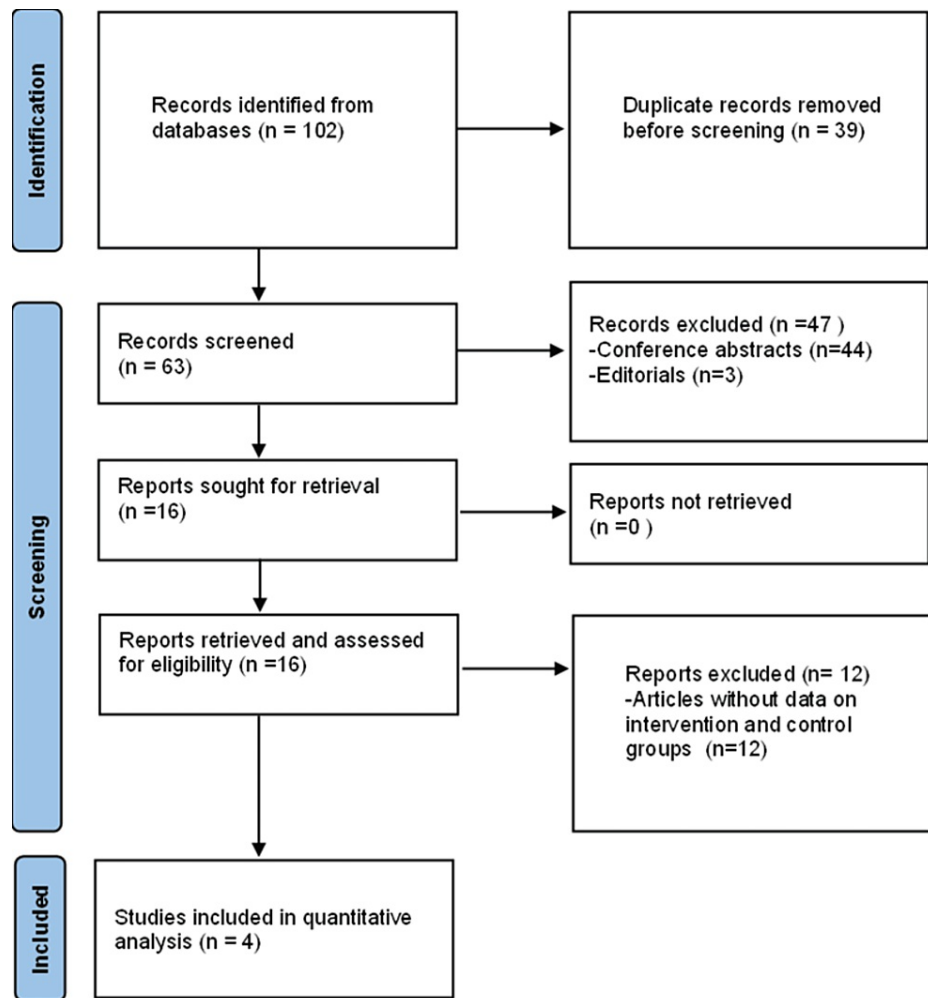 Identification
Records identified from
databases (n = 102)
Duplicate records removed
before screening (n = 39)
Screening
Records screened
(n = 63)
Records excluded (n =47 )
-Conference abstracts (n=44)
-Editorials (n=3)
Reports sought for retrieval
(n =16)
Reports not retrieved
(n =0 )
Reports retrieved and assessed
for eligibility (n =16)
Reports excluded (n= 12)
-Articles without data on
intervention and control
groups  (n=12)
Included
Studies included in quantitative
analysis (n = 4)